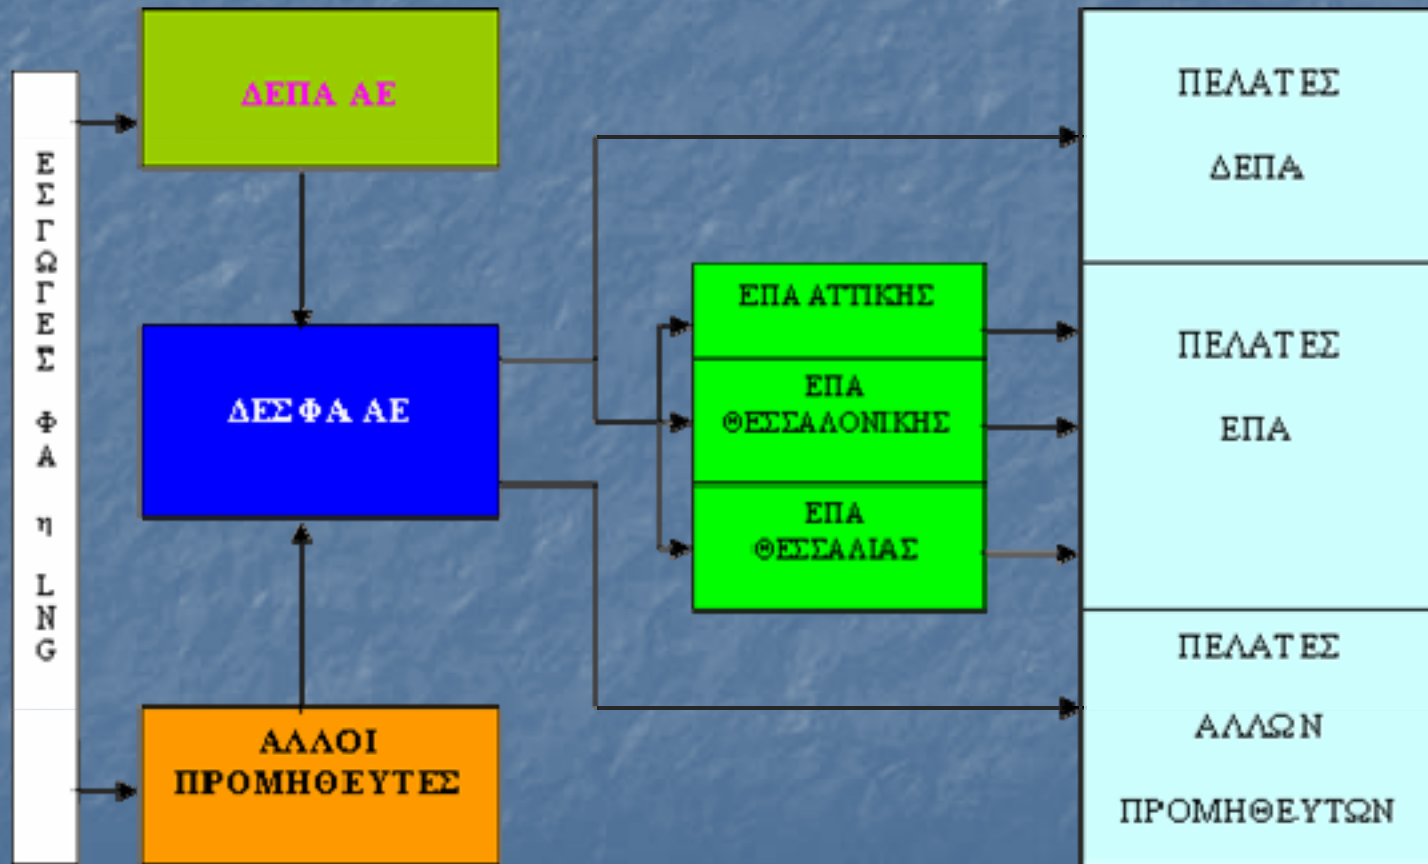 ΕΣΓΩΓΕΣ ΦΑ η LNG
ΔΕΠΑ ΑΕ
ΔΕΣΦΑ ΑΕ
ΑΛΛΟΙ
ΠΡΟΜΗΘΕΥΤΕΣ
ΕΠΑ ΑΤΤΙΚΗΣ
ΕΠΑ
ΘΕΣΣΑΛΟΝΙΚΗΣ
ΕΠΑ
ΘΕΣΣΑΛΙΑΣ
ΠΕΛΑΤΕΣ
ΔΕΠΑ
ΠΕΛΑΤΕΣ
ΕΠΑ
ΠΕΛΑΤΕΣ
ΑΛΛΩΝ
ΠΡΟΜΗΘΕΥΤΩΝ